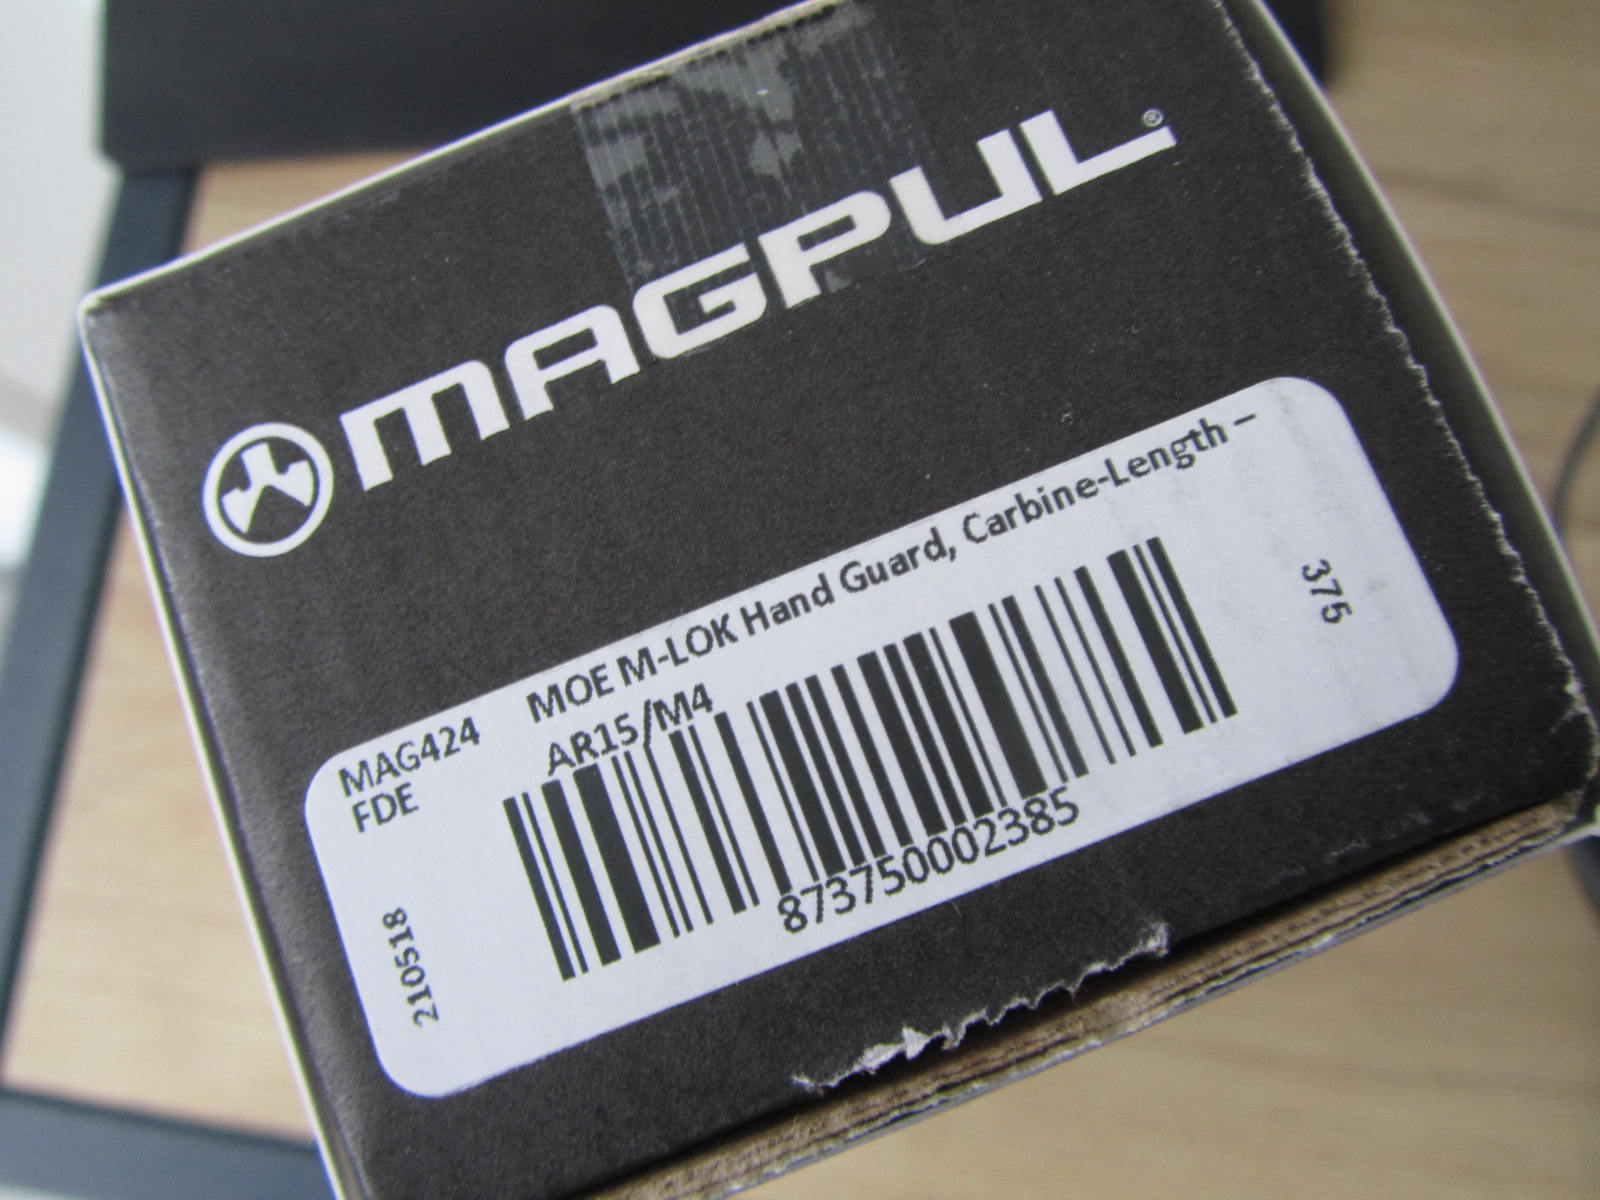 MAGPUL®
MAG424 MOE M-LOK Hand Guard, Carbine-Length –
FDE AR15/M4
873750002385
210518
375